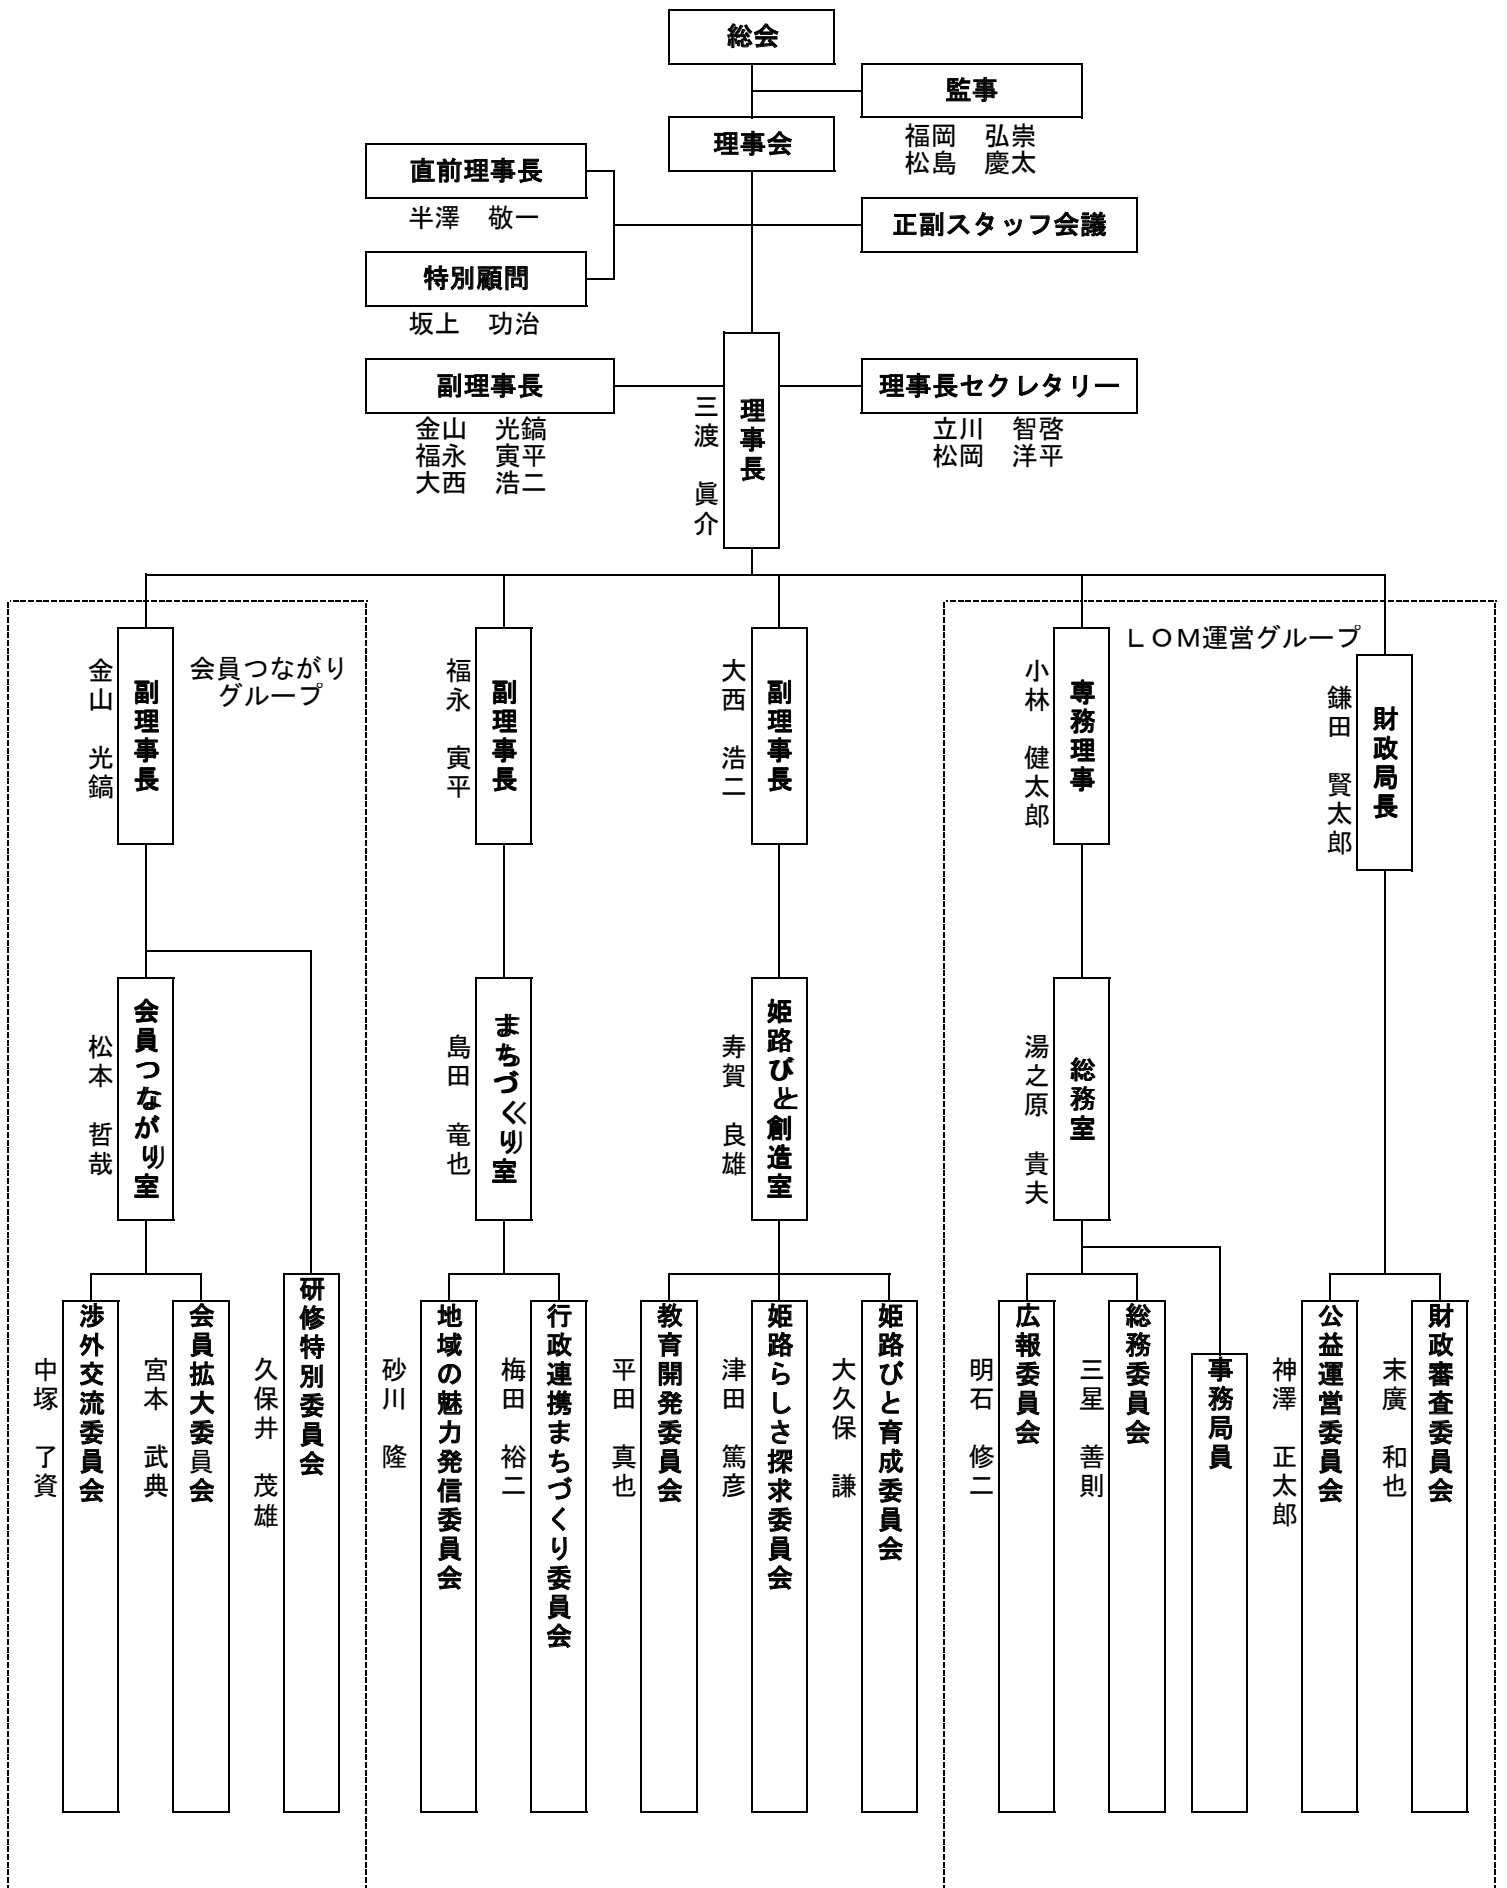 総会
監事
福岡　弘崇
松島　慶太
理事会
直前理事長
半澤　敬一
正副スタッフ会議
特別顧問
坂上　功治
副理事長
金山　光鎬
福永　寅平
大西　浩二
理事長
三渡　眞介
理事長セクレタリー
立川　智啓
松岡　洋平
会員つながり
グループ
副理事長
金山　光鎬
副理事長
福永　寅平
副理事長
大西　浩二
LOM運営グループ
専務理事
小林　健太郎
財政局長
鎌田　賢太郎
会員つながり室
松本　哲哉
まちづくり室
島田　竜也
姫路びと創造室
寿賀　良雄
総務室
湯之原　貴夫
渉外交流委員会
中塚　了資
会員拡大委員会
宮本　武典
研修特別委員会
久保井　茂雄
地域の魅力発信委員会
砂川　隆
行政連携まちづくり委員会
梅田　裕二
教育開発委員会
平田　真也
姫路らしさ探求委員会
津田　篤彦
姫路びと育成委員会
大久保　謙
広報委員会
明石　修二
総務委員会
三星　善則
事務局員
公益運営委員会
神澤　正太郎
財政審査委員会
末廣　和也